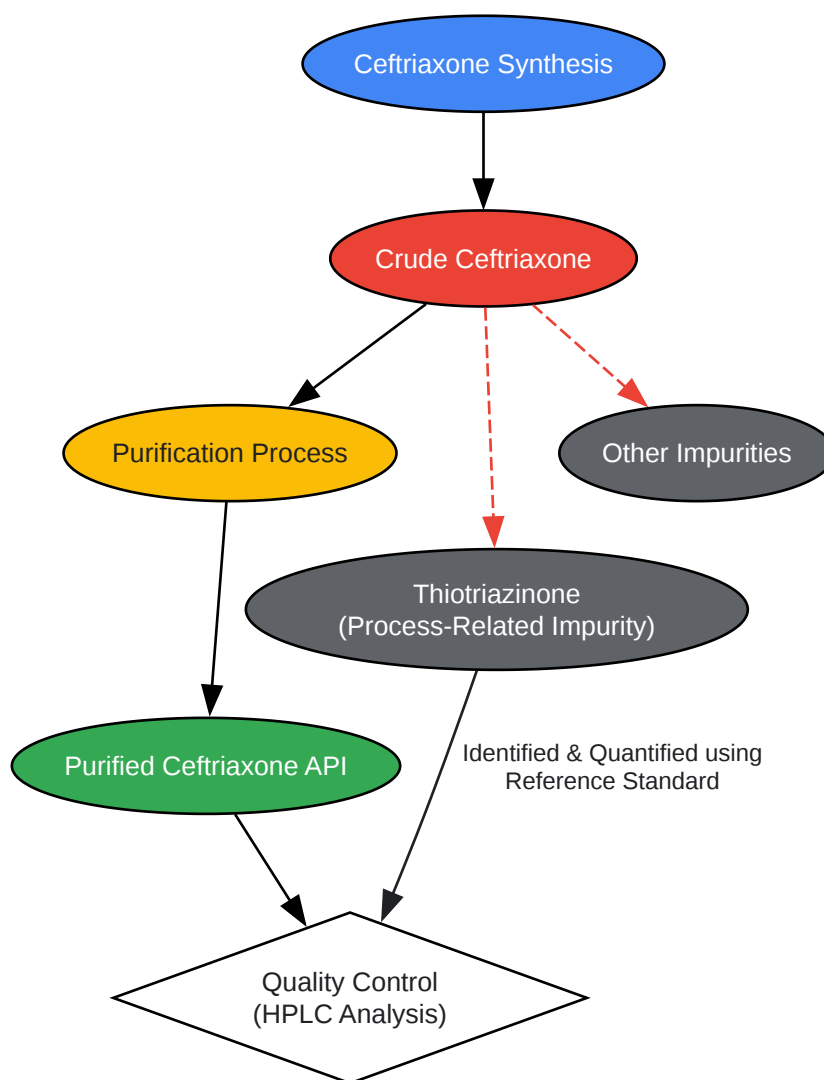 Ceftriaxone Synthesis
Crude Ceftriaxone
Purification Process
Other Impurities
Thiotriazinone
(Process-Related Impurity)
Purified Ceftriaxone API
Identified & Quantified using
Reference Standard
Quality Control
(HPLC Analysis)